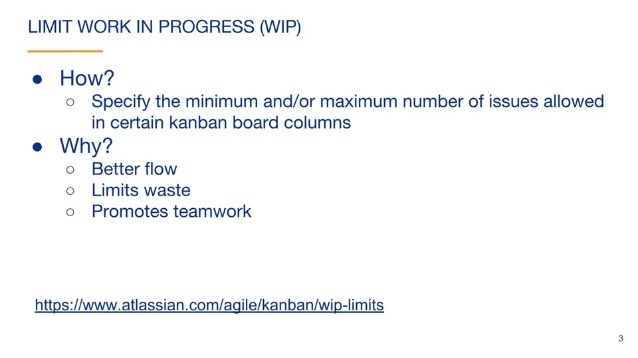 LIMIT WORK IN PROGRESS (WIP)
● How?
○ Specify the minimum and/or maximum number of issues allowed
in certain kanban board columns
● Why?
○ Better flow
○ Limits waste
○ Promotes teamwork
https://www.atlassian.com/agile/kanban/wip-limits
3